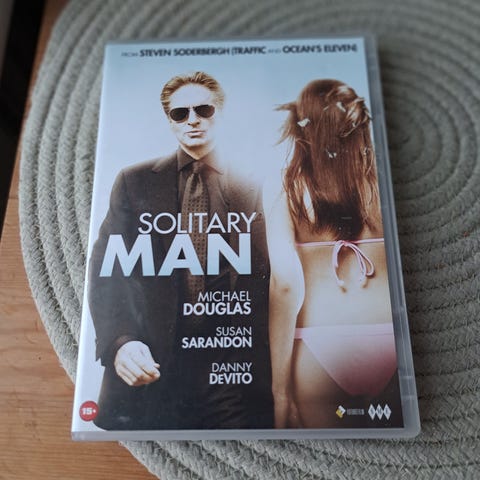 FROM STEVEN SODERBERGH (TRAFFIC AND OCEAN'S ELEVEN)
SOLITARY
MAN
MICHAEL
DOUGLAS
SUSAN
SARANDON
DANNY
DeVITO
15+